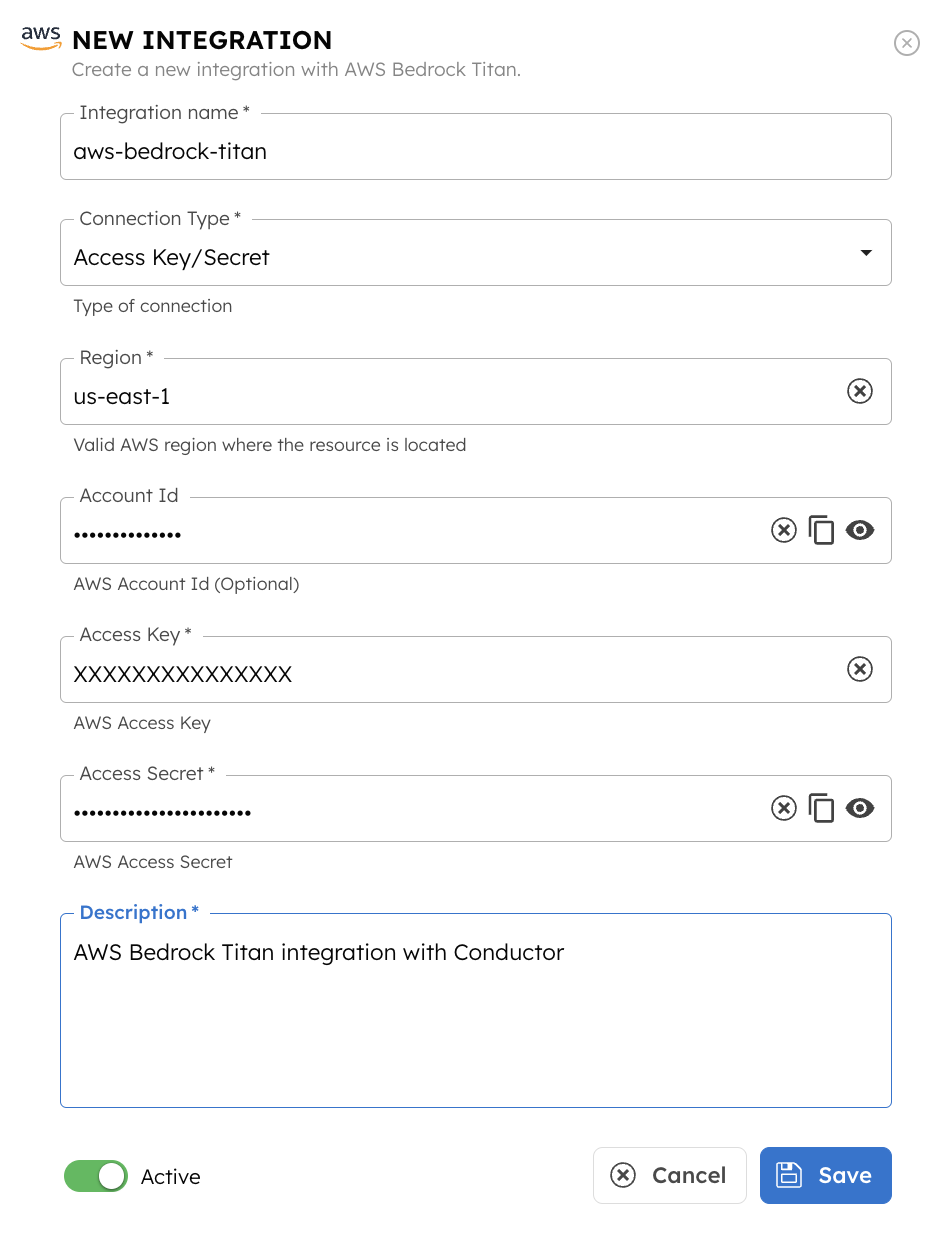 aws
NEW INTEGRATION
Create a new integration with AWS Bedrock Titan.
Integration name *
aws-bedrock-titan
Connection Type *
Access Key/Secret
Type of connection
Region *
us-east-1
Valid AWS region where the resource is located
Account Id
••••••••••••••
AWS Account Id (Optional)
Access Key *
XXXXXXXXXXXXXXX
AWS Access Key
Access Secret *
•••••••••••••••••••••••
AWS Access Secret
Description *
AWS Bedrock Titan integration with Conductor
Active
Cancel
Save